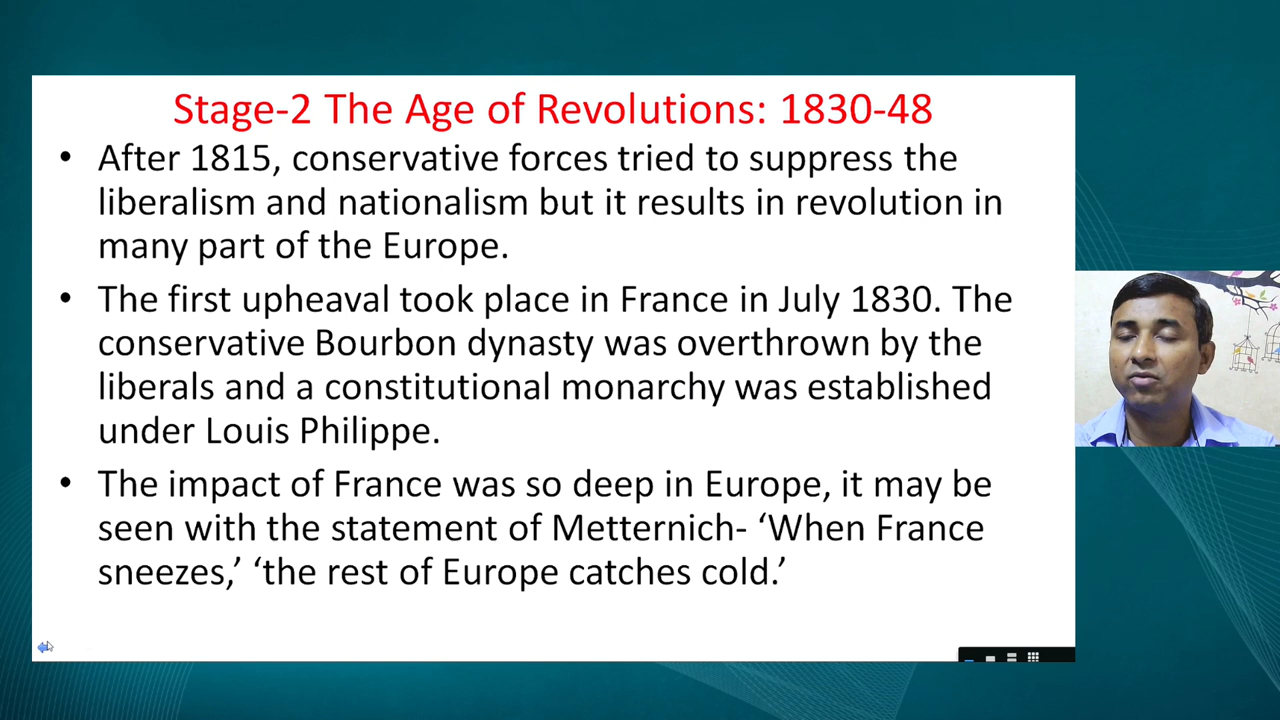 Stage-2 The Age of Revolutions: 1830-48
• After 1815, conservative forces tried to suppress the
liberalism and nationalism but it results in revolution in
many part of the Europe.
• The first upheaval took place in France in July 1830. The
conservative Bourbon dynasty was overthrown by the
liberals and a constitutional monarchy was established
under Louis Philippe.
• The impact of France was so deep in Europe, it may be
seen with the statement of Metternich- ‘When France
sneezes,’ ‘the rest of Europe catches cold.’